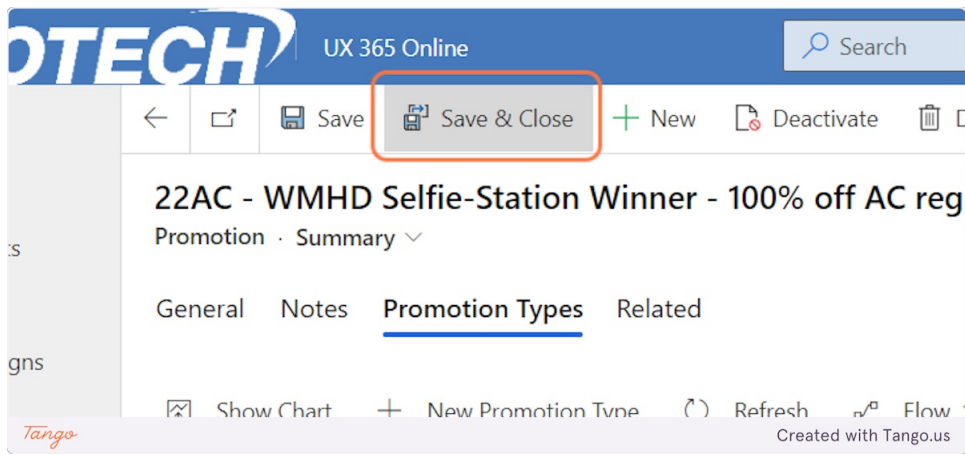 OTECH
UX 365 Online
Search
Save
Save & Close
New
Deactivate
22AC - WMHD Selfie-Station Winner - 100% off AC reg
Promotion · Summary
General Notes Promotion Types Related
Show Chart
New Promotion Type
Refresh
Flow
Tango
Created with Tango.us